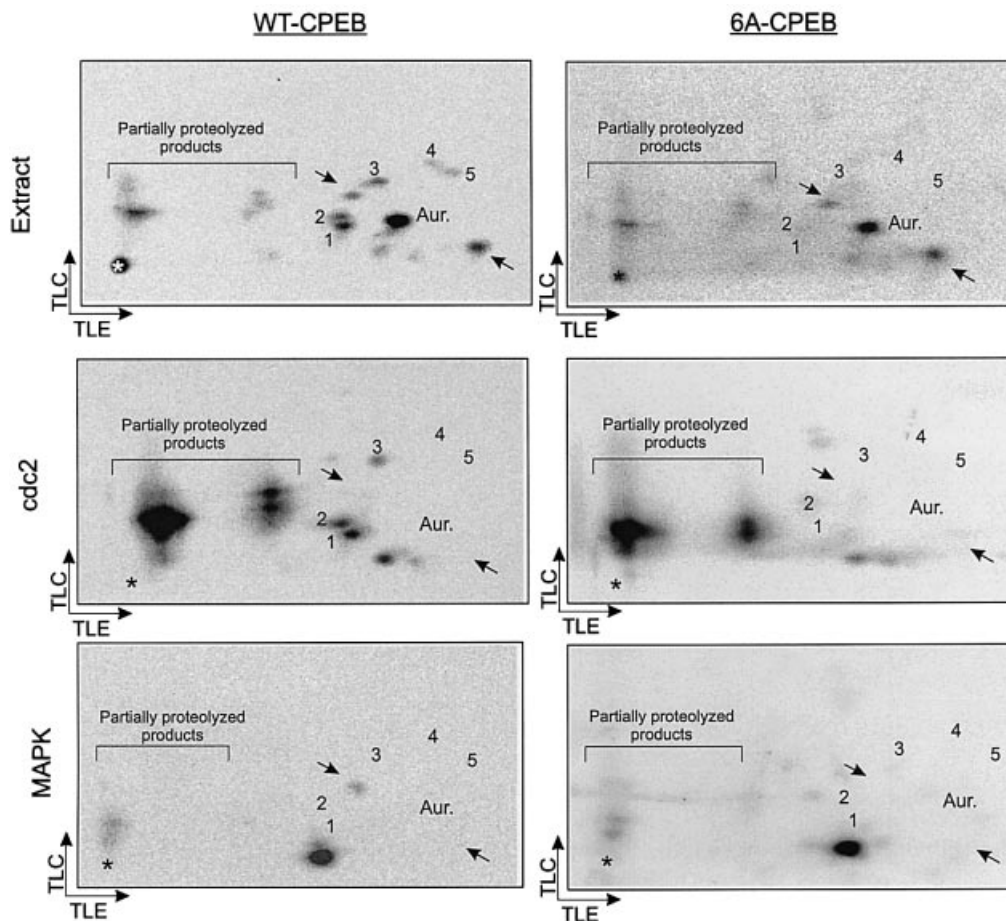 WT-CPEB
6A-CPEB
Extract
Partially proteolyzed
products
3
4
5
2
1
Aur.
*
TLC
TLE
Partially proteolyzed
products
3
4
5
2
1
Aur.
*
TLC
TLE
cdc2
Partially proteolyzed
products
3
4
5
2
1
Aur.
*
TLC
TLE
Partially proteolyzed
products
3
4
5
2
1
Aur.
*
TLC
TLE
MAPK
Partially proteolyzed
products
3
4
5
2
1
Aur.
*
TLC
TLE
Partially proteolyzed
products
3
4
5
2
1
Aur.
*
TLC
TLE